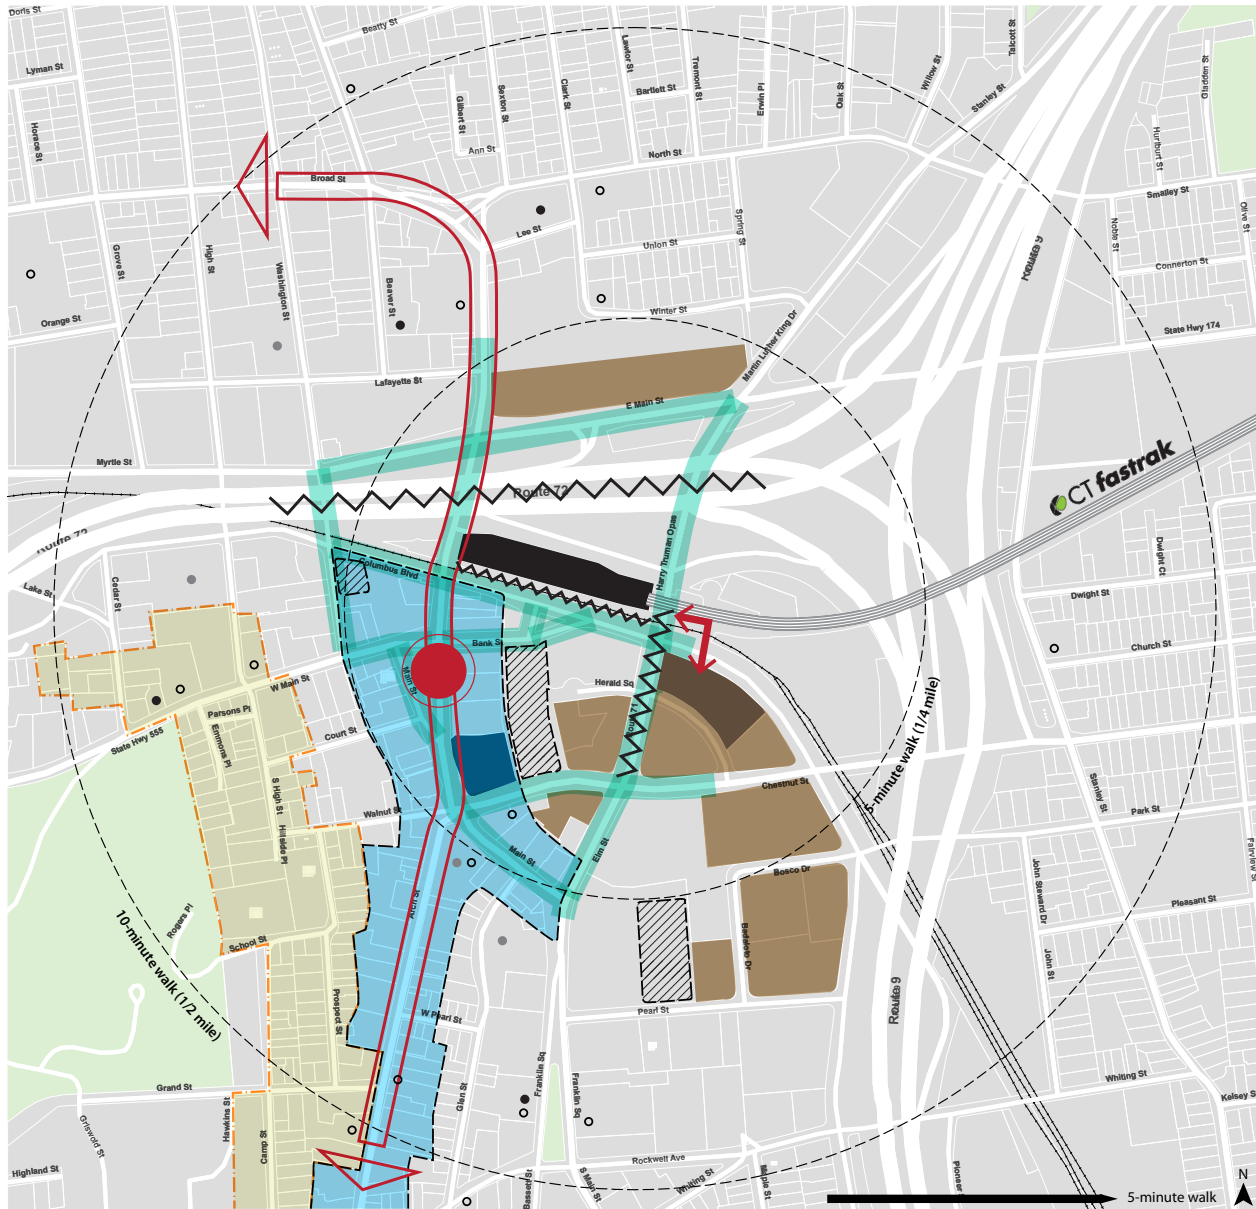 Doris St
Beatty St
Talcott St
Lawlor St
Tremont St
Willow St
Gladden St
Lyman St
Gilbert St
Sexton St
Clark St
Bartlett St
Erwin Pl
Oak St
Stanley St
Horace St
Ann St
North St
Hurlburt St
Broad St
Smalley St
Grove St
High St
Washington St
Beaver St
Lee St
Union St
Spring St
Noble St
Olive St
Route 9
Connerton St
Orange St
Winter St
Martin Luther King Dr
State Hwy 174
Lafayette St
E Main St
Myrtle St
CTfastrak
Route 72
Route 72
Harry Truman Opas
Columbus Blvd
Dwight Ct
Lake St
Cedar St
Dwight St
Bank St
Church St
W Main St
Main St
Herald Sq
Parsons Pl
State Hwy 555
Emmons Pl
Court St
Route 71
5-minute walk (1/4 mile)
S High St
Hillside Pl
Walnut St
Chestnut St
Stanley St
Park St
Main St
Elm St
Fairview St
Bosco Dr
John Steward Dr
Pleasant St
Arch St
Rogers Pl
10-minute walk (1/2 mile)
School St
Badolato Dr
John St
Prospect St
W Pearl St
Pearl St
Route 9
Grand St
Glen St
Franklin Sq
Franklin Sq
Whiting St
Kelsey S
Hawkins St
Griswold St
Camp St
Highland St
Rockwell Ave
Bassett St
S Main St
Whiting St
Maple St
Pioneer
N
5-minute walk